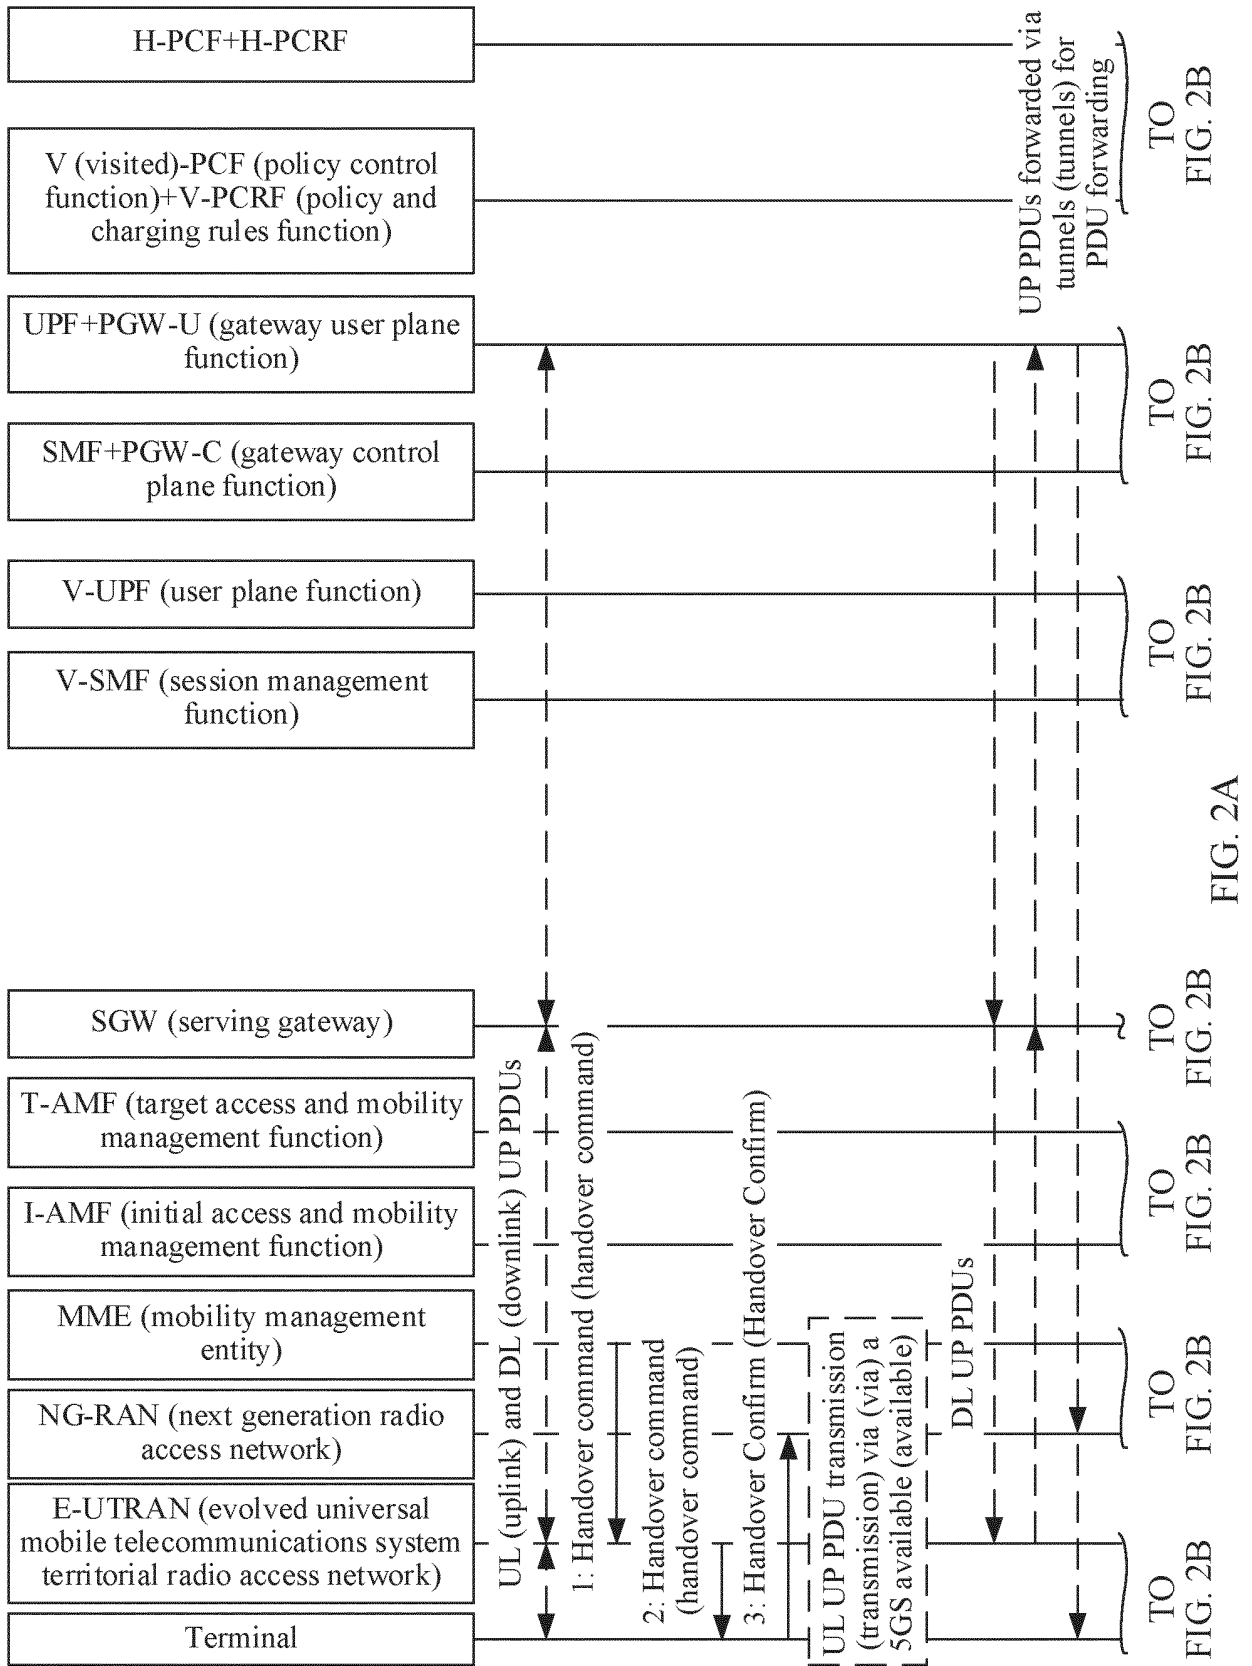 H-PCF+H-PCRF
V (visited)-PCF (policy control
function)+V-PCRF (policy and
charging rules function)
UPF+PGW-U (gateway user plane
function)
SMF+PGW-C (gateway control
plane function)
V-UPF (user plane function)
V-SMF (session management
function)
SGW (serving gateway)
T-AMF (target access and mobility
management function)
I-AMF (initial access and mobility
management function)
MME (mobility management
entity)
NG-RAN (next generation radio
access network)
E-UTRAN (evolved universal
mobile telecommunications system
territorial radio access network)
Terminal
UL (uplink) and DL (downlink) UP PDUs
1: Handover command (handover command)
2: Handover command
(handover command)
3: Handover Confirm (Handover Confirm)
UL UP PDU transmission
(transmission) via (via) a
5GS available (available)
DL UP PDUs
UP PDUs forwarded via
tunnels (tunnels) for
PDU forwarding
TO
FIG. 2B
TO
FIG. 2B
TO
FIG. 2B
TO
FIG. 2B
TO
FIG. 2B
TO
FIG. 2B
TO
FIG. 2B
FIG. 2A